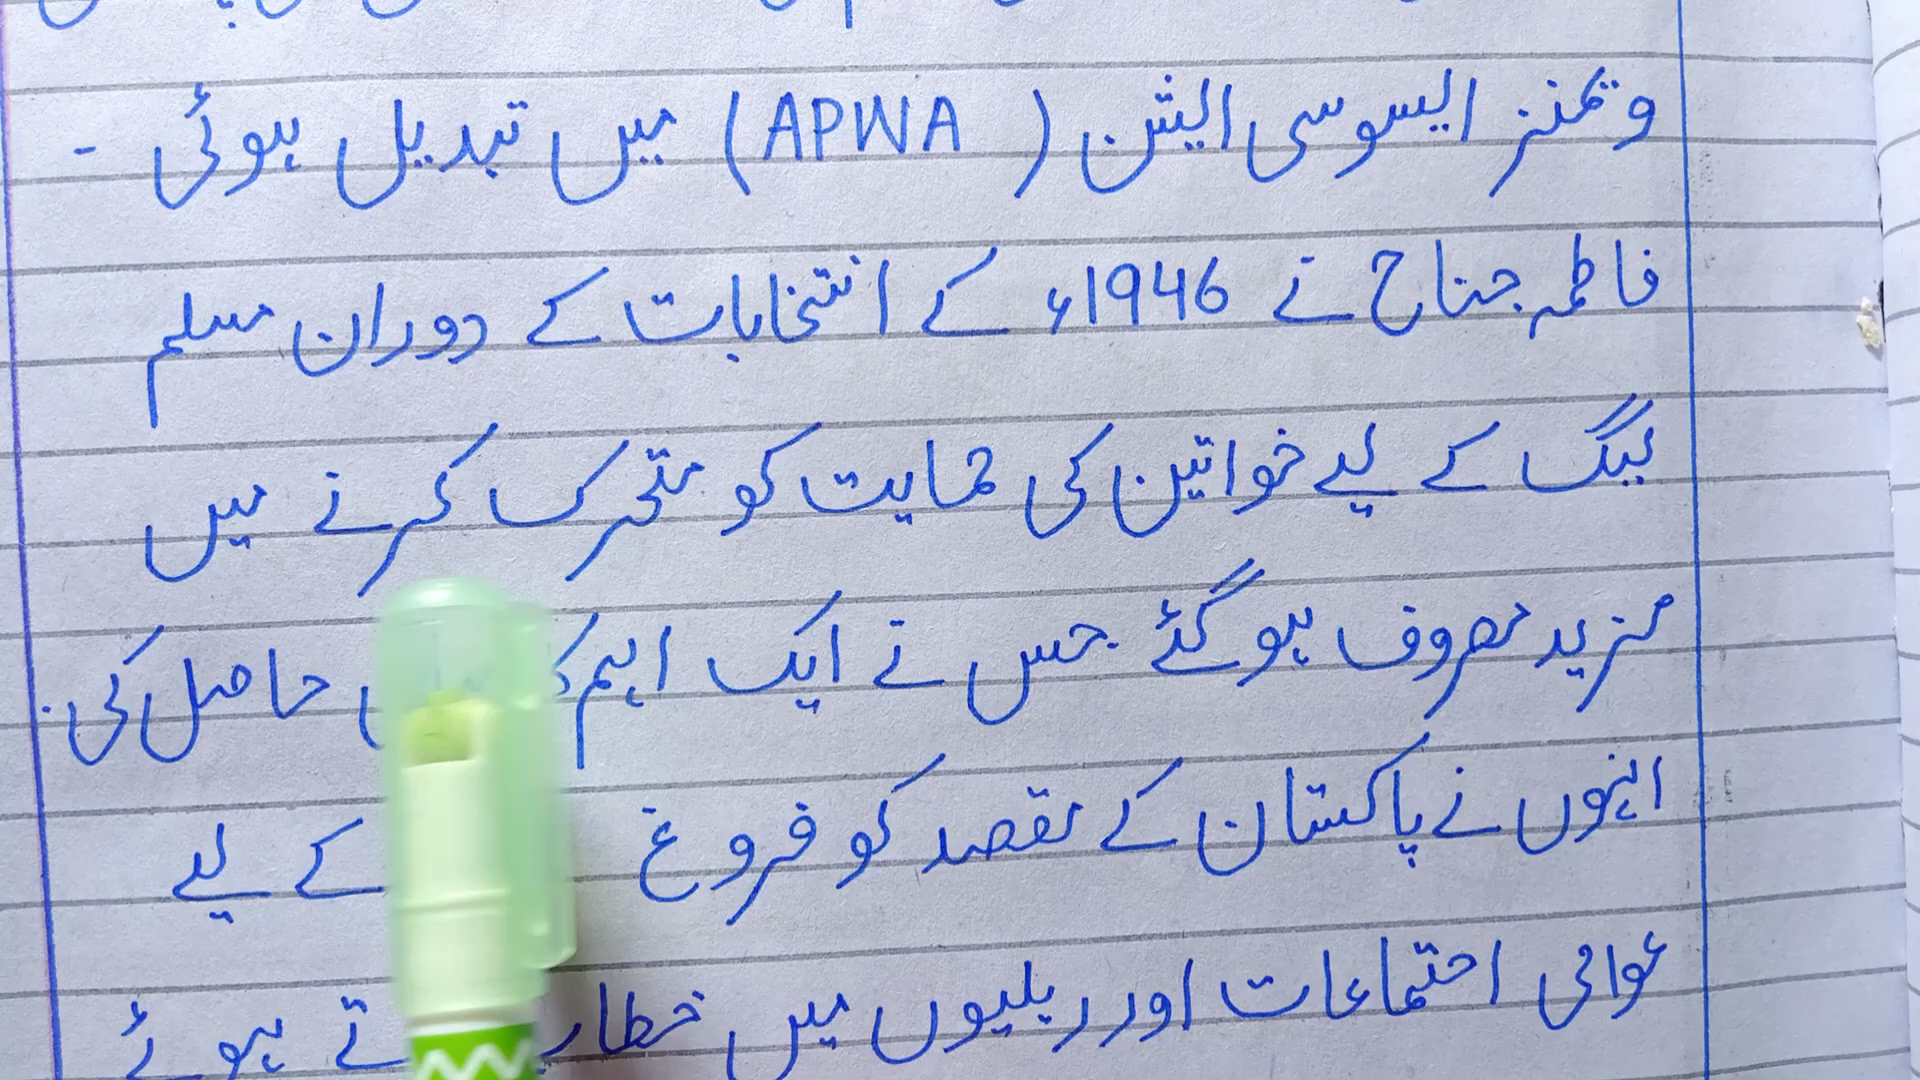 ویمنز ایسوسی ایشن (APWA) میں تبدیل ہوئی -
فاطمہ جناح نے 1946ء کے انتخابات کے دوران مسلم
لیگ کے لیے خواتین کی حمایت کو متحرک کرنے میں
مزید مصروف ہو گئے جس نے ایک اہم حاصل کی.
انہوں نے پاکستان کے مقصد کو فروغ کے لیے
عوامی اجتماعات اور ریلیوں میں ہوئے